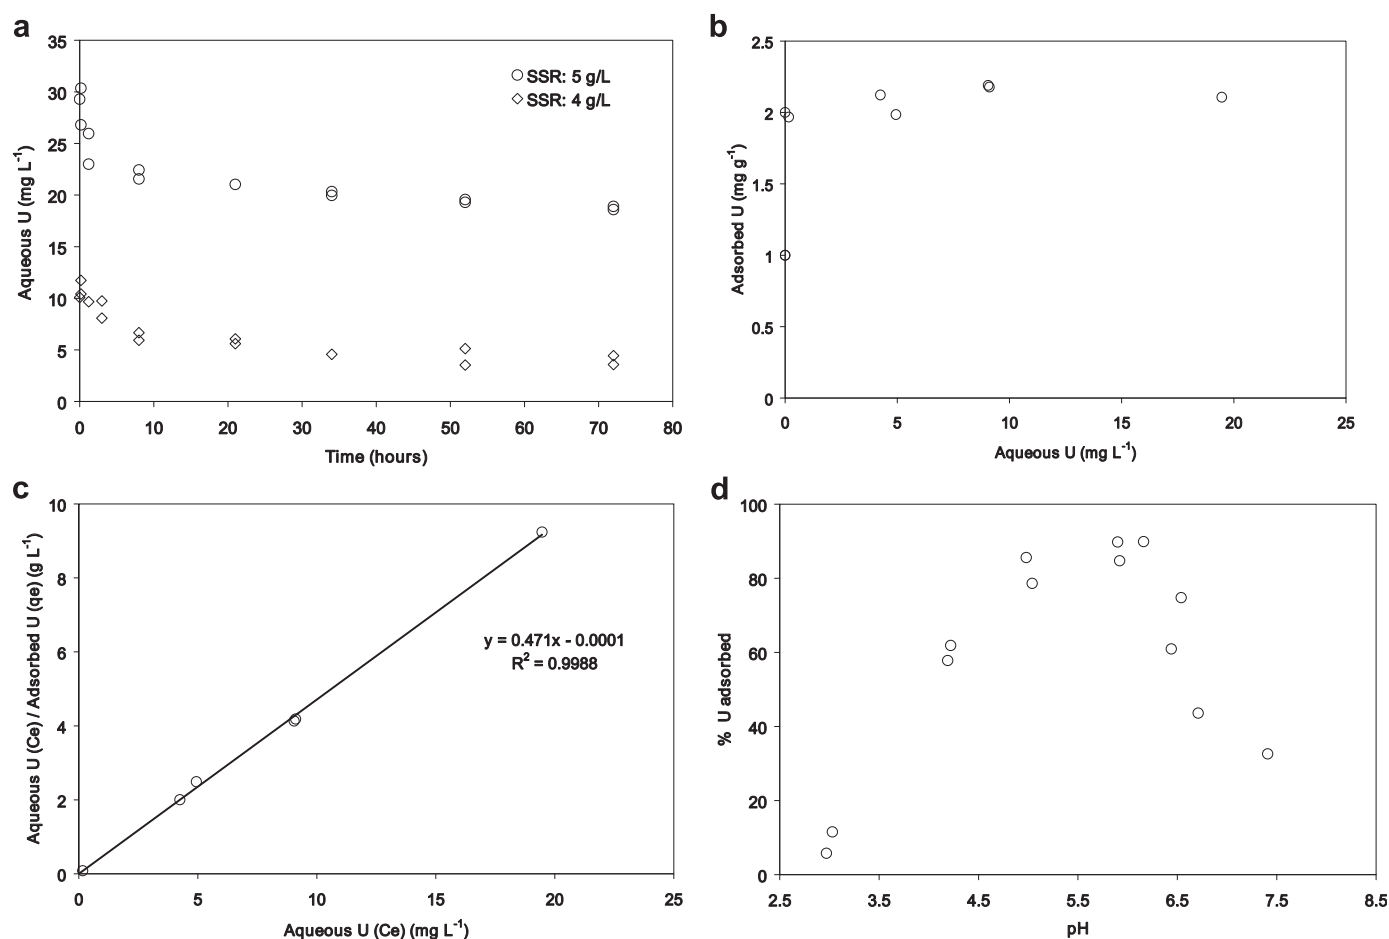 a
Aqueous U (mg L⁻¹)
35
30
25
20
15
10
5
0
SSR: 5 g/L
SSR: 4 g/L
0 10 20 30 40 50 60 70 80
Time (hours)
b
Adsorbed U (mg g⁻¹)
2.5
2
1.5
1
0.5
0
0 5 10 15 20 25
Aqueous U (mg L⁻¹)
c
Aqueous U (Ce) / Adsorbed U (qe) (g L⁻¹)
10
8
6
4
2
0
y = 0.471x - 0.0001
R² = 0.9988
0 5 10 15 20 25
Aqueous U (Ce) (mg L⁻¹)
d
% U adsorbed
100
80
60
40
20
0
2.5 3.5 4.5 5.5 6.5 7.5 8.5
pH